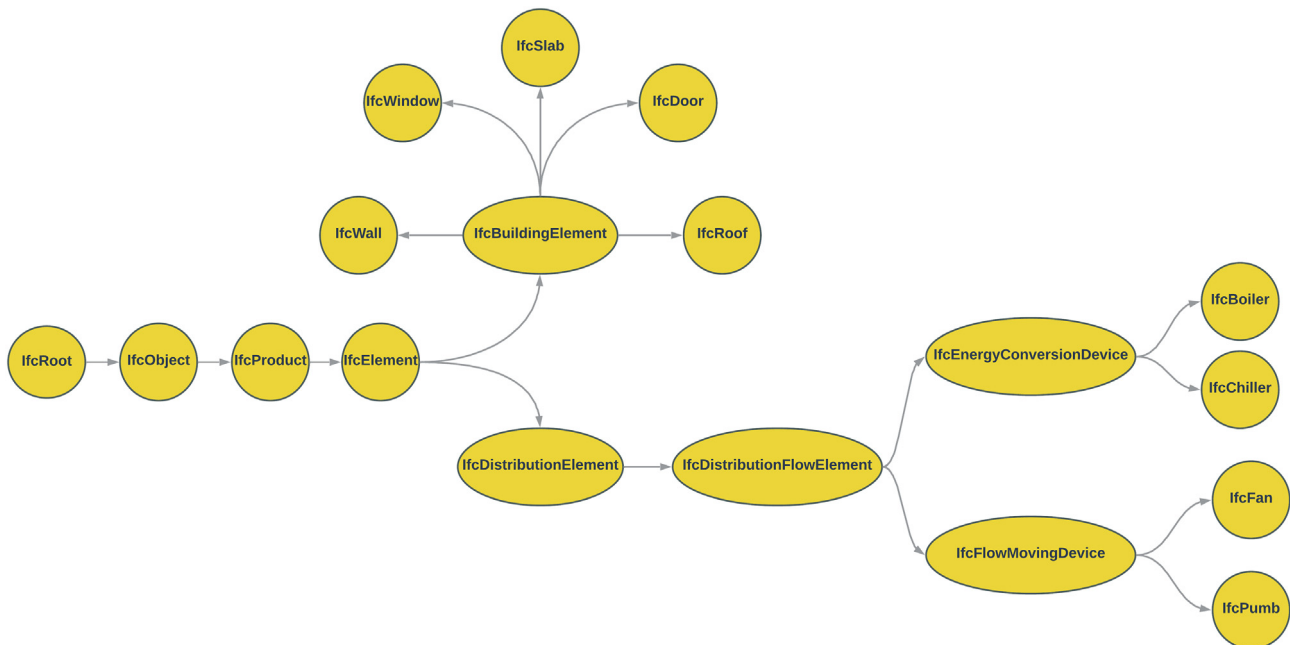 IfcSlab
IfcWindow
IfcDoor
IfcWall
IfcBuildingElement
IfcRoof
IfcRoot
IfcObject
IfcProduct
IfcElement
IfcEnergyConversionDevice
IfcBoiler
IfcChiller
IfcDistributionElement
IfcDistributionFlowElement
IfcFan
IfcFlowMovingDevice
IfcPumb